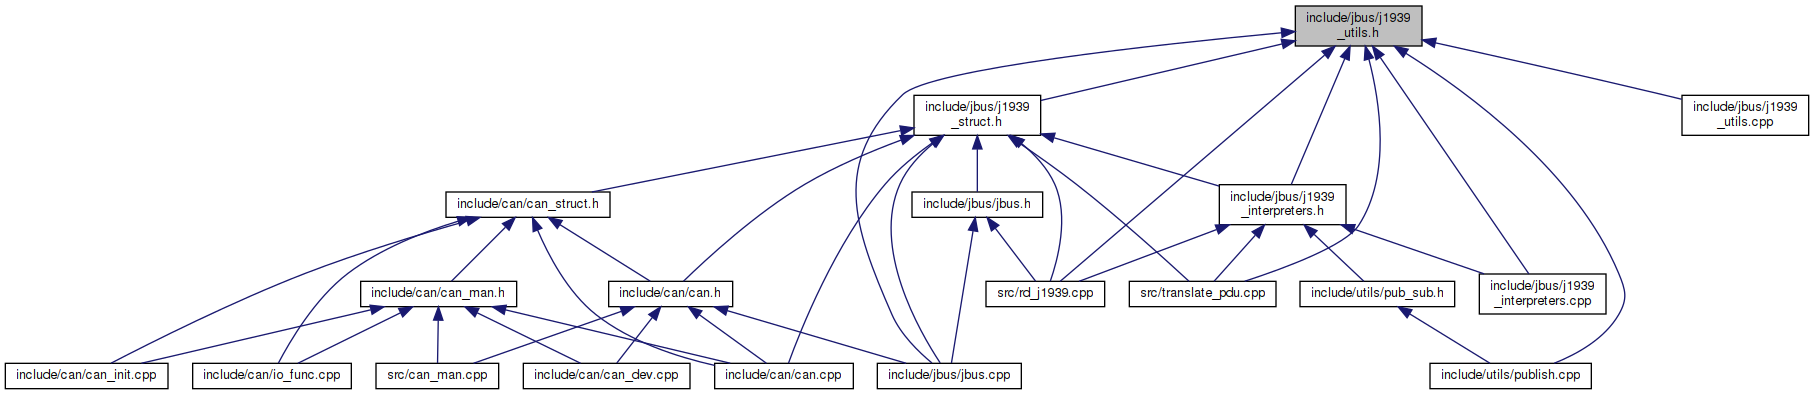 include/jbus/j1939
_utils.h
include/jbus/j1939
_struct.h
include/jbus/j1939
_utils.cpp
include/can/can_struct.h
include/jbus/jbus.h
include/jbus/j1939
_interpreters.h
include/can/can_man.h
include/can/can.h
src/rd_j1939.cpp
src/translate_pdu.cpp
include/utils/pub_sub.h
include/jbus/j1939
_interpreters.cpp
include/can/can_init.cpp
include/can/io_func.cpp
src/can_man.cpp
include/can/can_dev.cpp
include/can/can.cpp
include/jbus/jbus.cpp
include/utils/publish.cpp